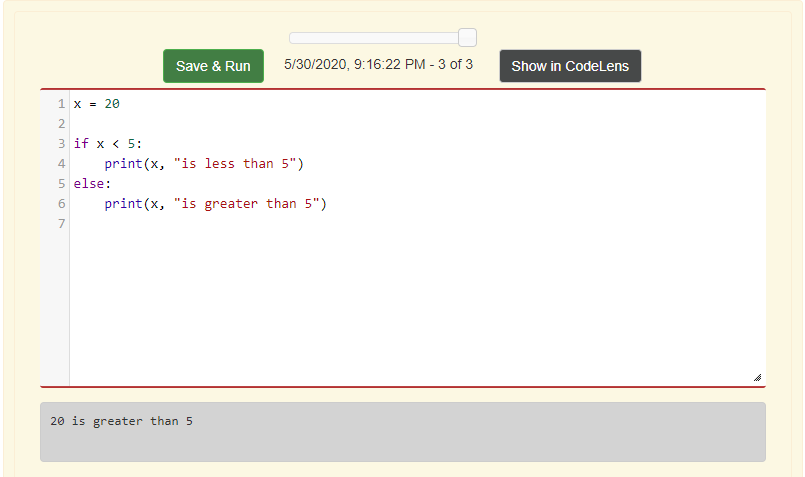 Save & Run 5/30/2020, 9:16:22 PM - 3 of 3 Show in CodeLens
1 x = 20
2
3 if x < 5:
4     print(x, "is less than 5")
5 else:
6     print(x, "is greater than 5")
7
20 is greater than 5